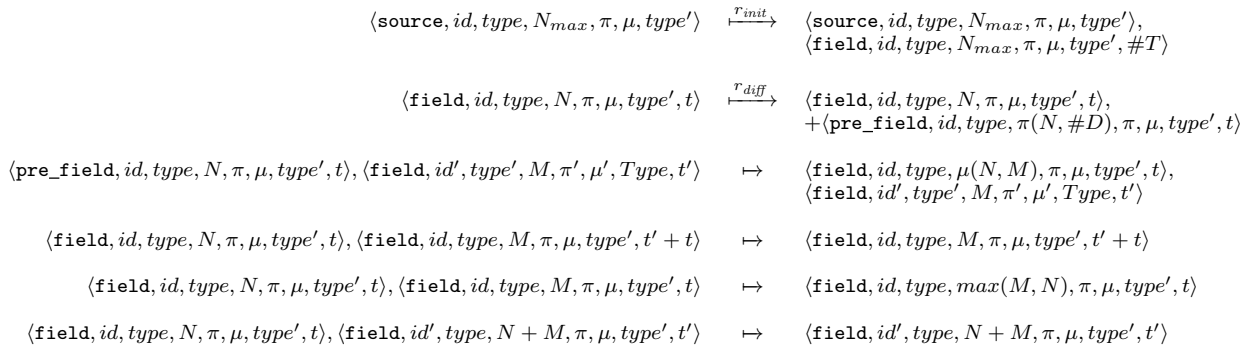 ⟨source, id, type, N_max, π, μ, type′⟩ ↦^{r_init} ⟨source, id, type, N_max, π, μ, type′⟩,
⟨field, id, type, N_max, π, μ, type′, #T⟩
⟨field, id, type, N, π, μ, type′, t⟩ ↦^{r_diff} ⟨field, id, type, N, π, μ, type′, t⟩,
+⟨pre_field, id, type, π(N, #D), π, μ, type′, t⟩
⟨pre_field, id, type, N, π, μ, type′, t⟩, ⟨field, id′, type′, M, π′, μ′, Type, t′⟩ ↦ ⟨field, id, type, μ(N, M), π, μ, type′, t⟩,
⟨field, id′, type′, M, π′, μ′, Type, t′⟩
⟨field, id, type, N, π, μ, type′, t⟩, ⟨field, id, type, M, π, μ, type′, t′ + t⟩ ↦ ⟨field, id, type, M, π, μ, type′, t′ + t⟩
⟨field, id, type, N, π, μ, type′, t⟩, ⟨field, id, type, M, π, μ, type′, t⟩ ↦ ⟨field, id, type, max(M, N), π, μ, type′, t⟩
⟨field, id, type, N, π, μ, type′, t⟩, ⟨field, id′, type, N + M, π, μ, type′, t′⟩ ↦ ⟨field, id′, type, N + M, π, μ, type′, t′⟩